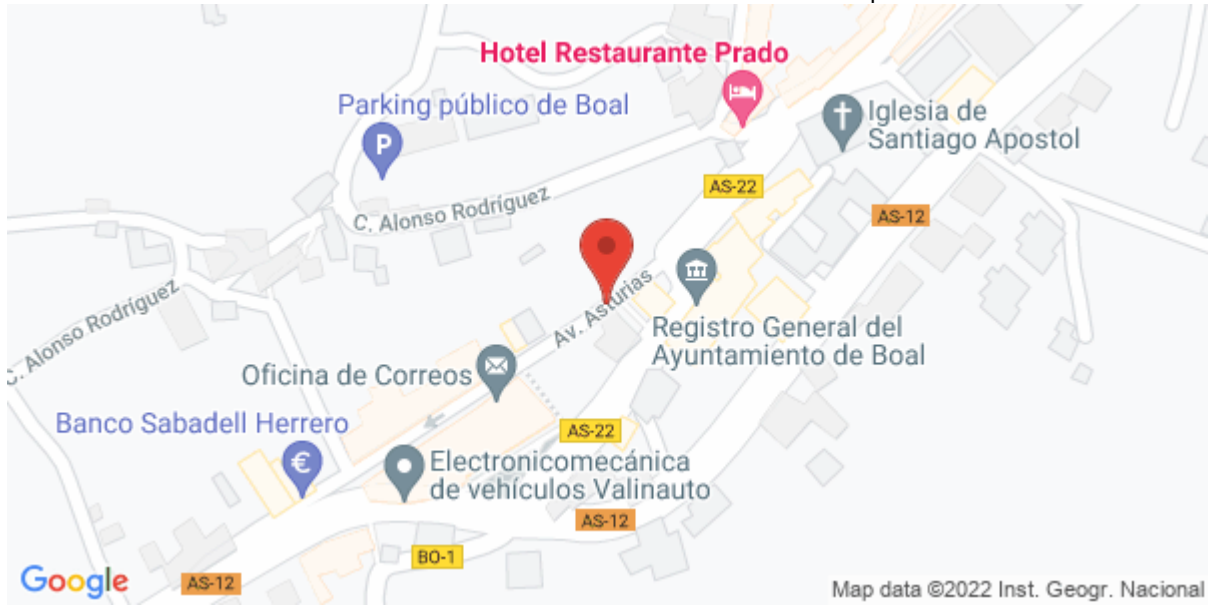 Hotel Restaurante Prado
Parking público de Boal
P
Iglesia de
Santiago Apostol
AS-22
AS-12
C. Alonso Rodríguez
C. Alonso Rodríguez
Av. Asturias
Registro General del
Ayuntamiento de Boal
Oficina de Correos
Banco Sabadell Herrero
€
AS-22
Electronicomecánica
de vehículos Valinauto
AS-12
BO-1
AS-12
Google
Map data ©2022 Inst. Geogr. Nacional